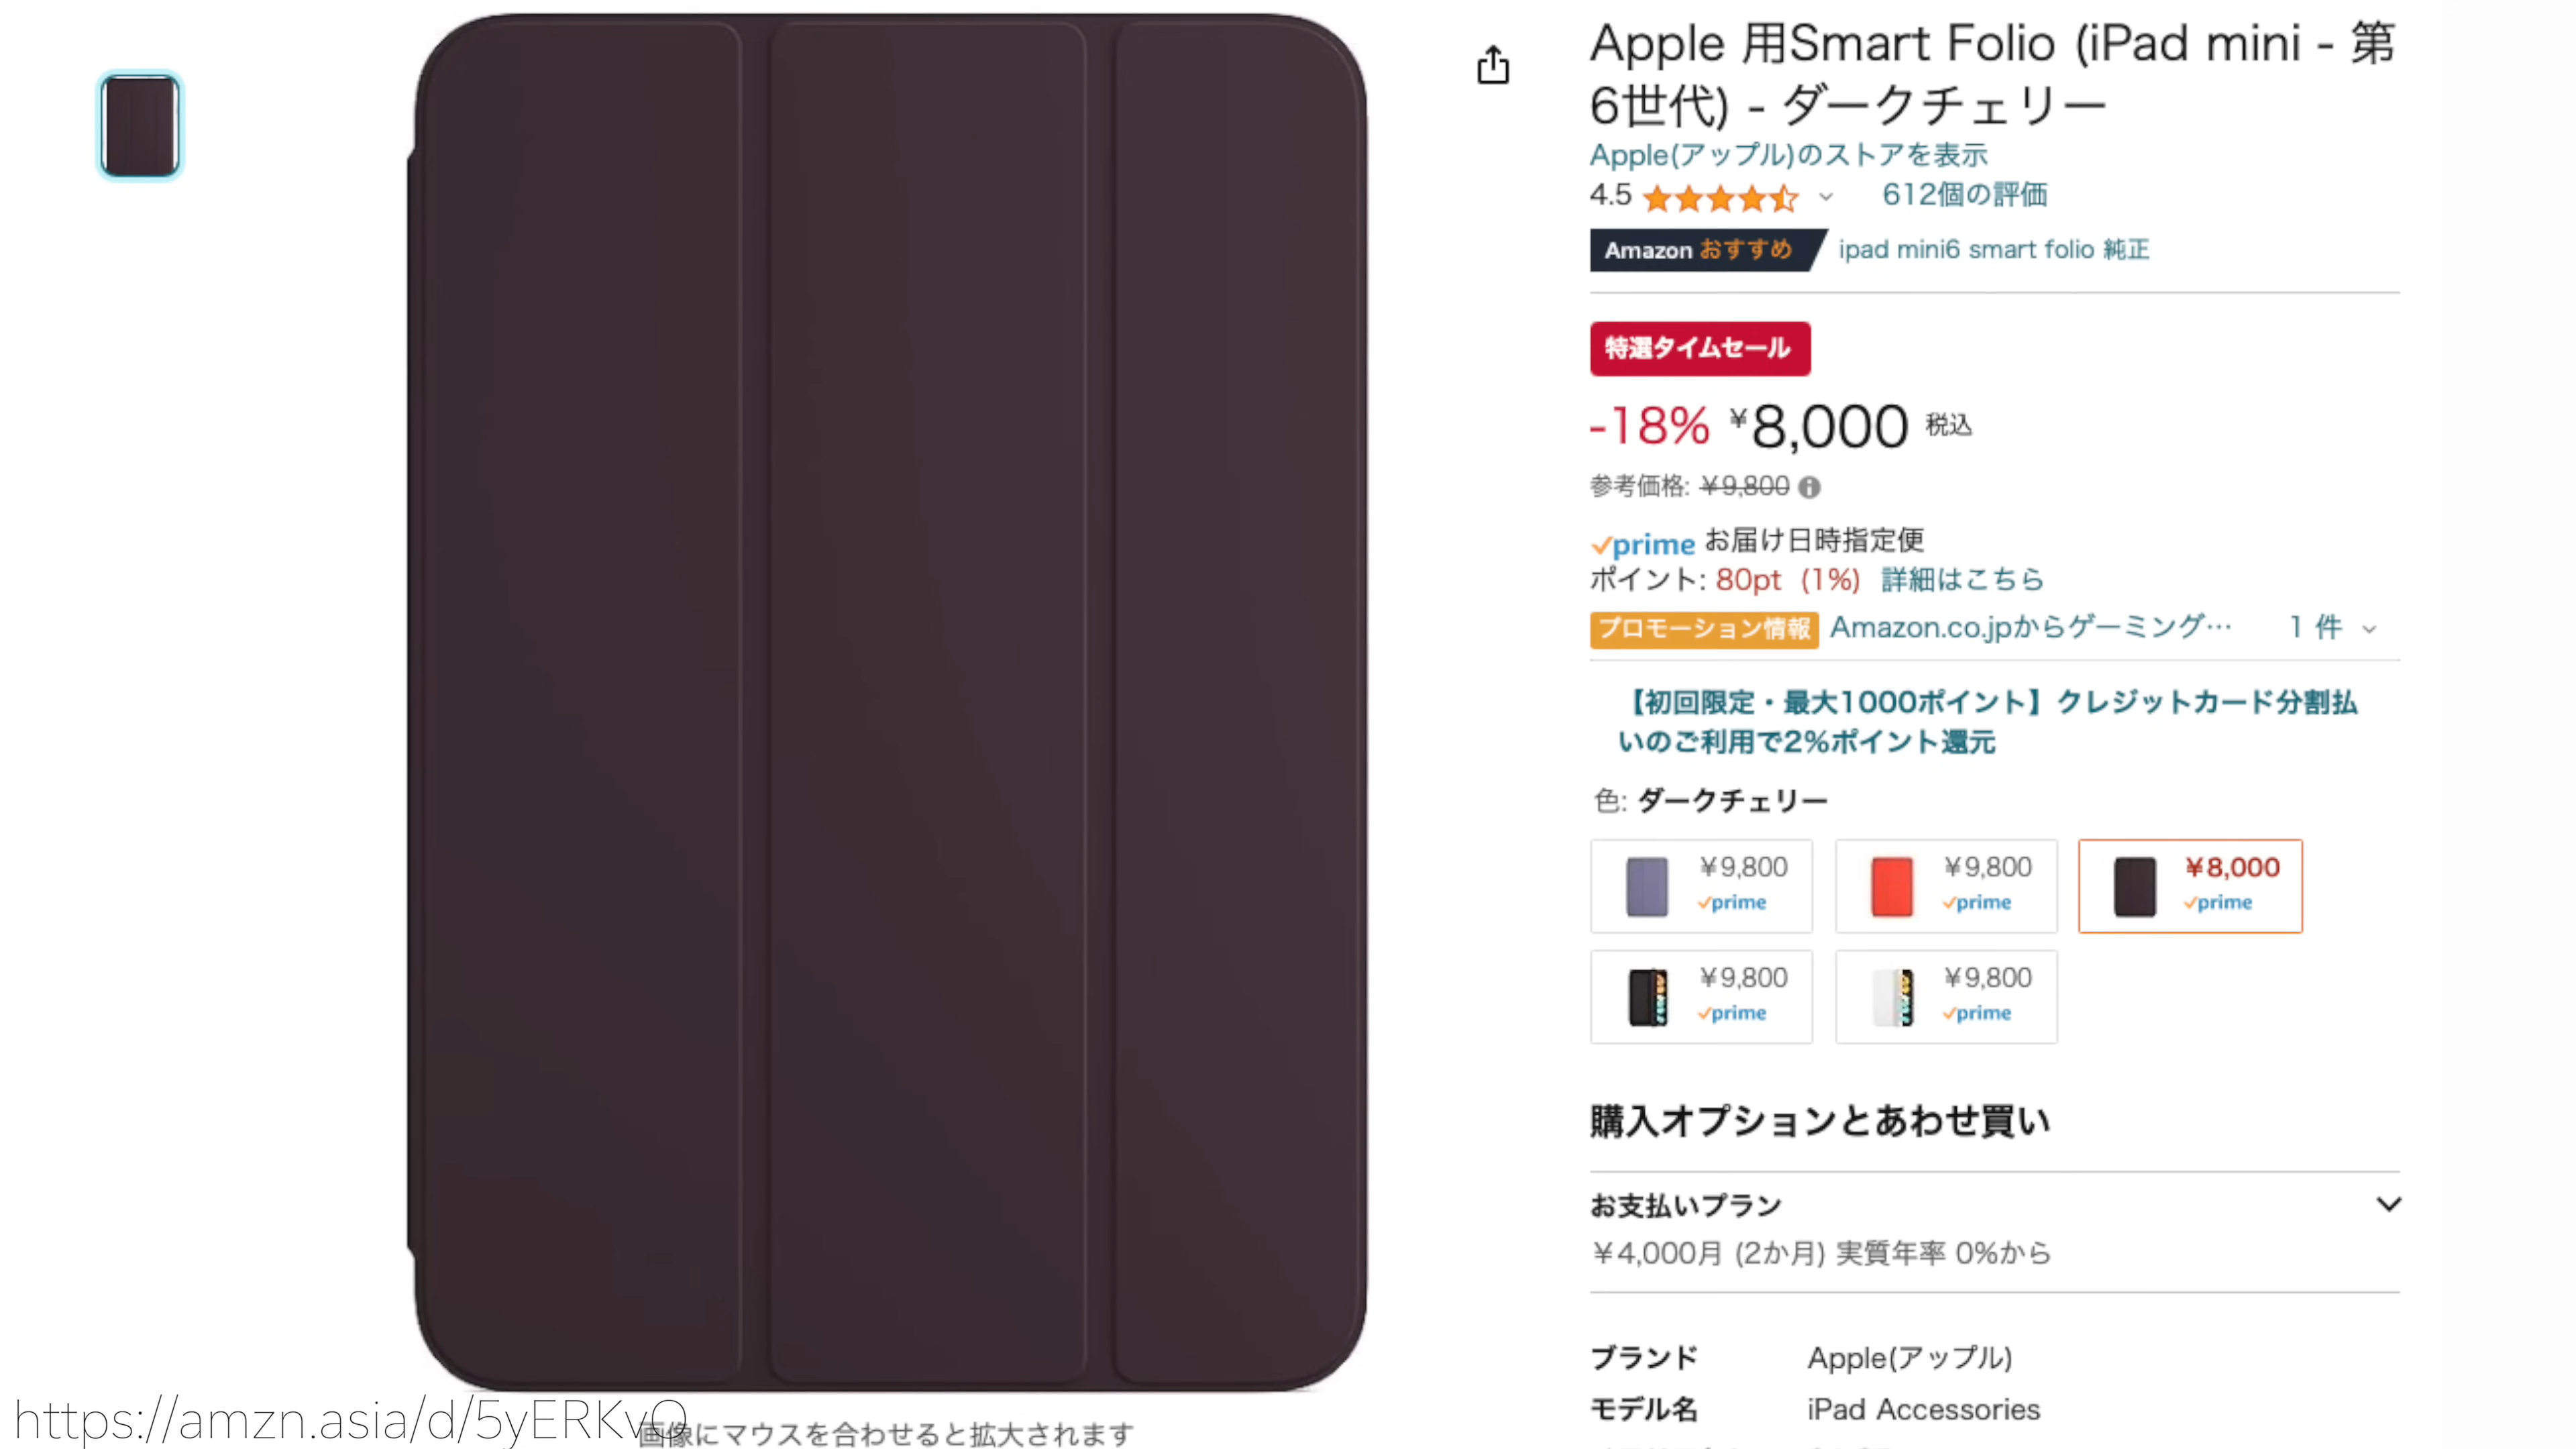 Apple 用Smart Folio (iPad mini - 第
6世代) - ダークチェリー
Apple(アップル)のストアを表示
4.5 612個の評価
Amazon おすすめ ipad mini6 smart folio 純正
特選タイムセール
-18% ¥8,000 税込
参考価格: ¥9,800
prime お届け日時指定便
ポイント: 80pt (1%) 詳細はこちら
プロモーション情報 Amazon.co.jpからゲーミング… 1 件
【初回限定・最大1000ポイント】クレジットカード分割払
いのご利用で2%ポイント還元
色: ダークチェリー
¥9,800 ¥9,800 ¥8,000
prime prime prime
¥9,800 ¥9,800
prime prime
購入オプションとあわせ買い
お支払いプラン
¥4,000月 (2か月) 実質年率 0%から
ブランド Apple(アップル)
モデル名 iPad Accessories
https://amzn.asia/d/5yERKvO
画像にマウスを合わせると拡大されます